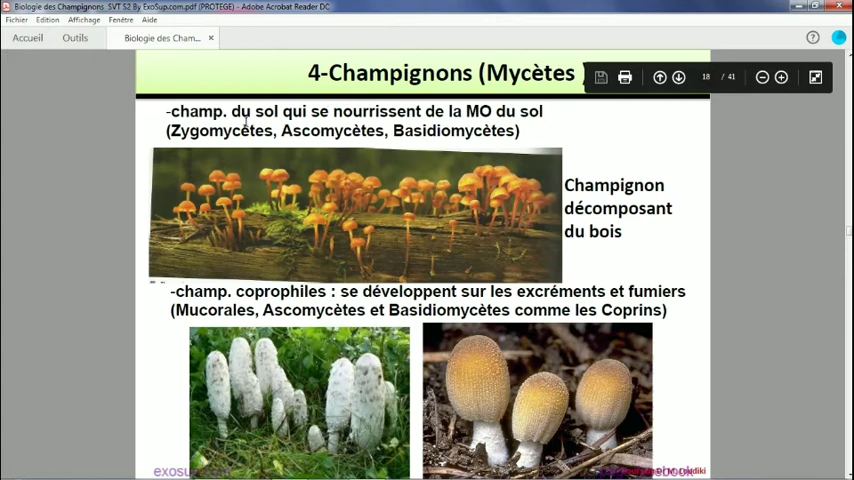 Biologie des Champignons SVT S2 By ExoSup.com.pdf (PROTEGE) - Adobe Acrobat Reader DC
Fichier Edition Affichage Fenêtre Aide
Accueil Outils Biologie des Cham... ×
18 / 41
4-Champignons (Mycètes
-champ. du sol qui se nourrissent de la MO du sol
(Zygomycètes, Ascomycètes, Basidiomycètes)
Champignon
décomposant
du bois
-champ. coprophiles : se développent sur les excréments et fumiers
(Mucorales, Ascomycètes et Basidiomycètes comme les Coprins)